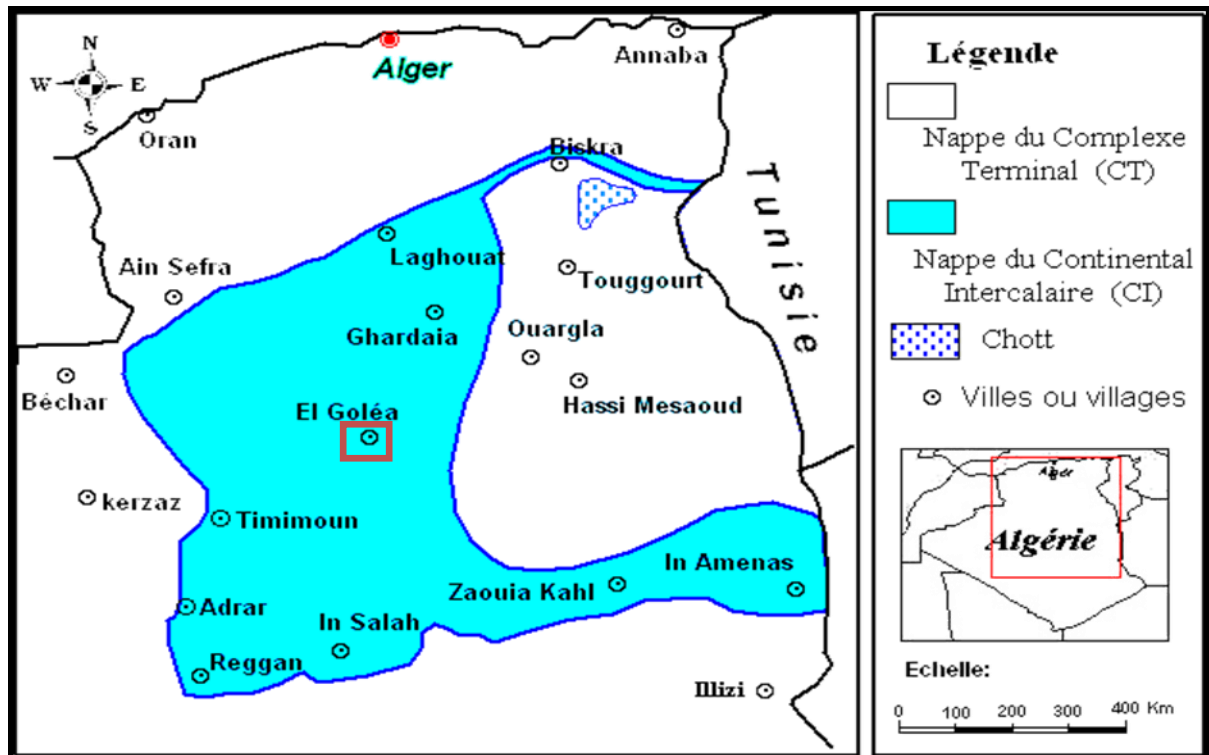 N
W E
S
Alger
Annaba
Oran
Biskra
Tunisie
Laghouat
Ain Sefra
Touggourt
Ghardaia
Ouargla
Béchar
Hassi Mesaoud
El Goléa
kerzaz
Timimoun
In Amenas
Zaouia Kahl
Adrar
In Salah
Reggan
Illizi
Légende
Nappe du Complexe
Terminal (CT)
Nappe du Continental
Intercalaire (CI)
Chott
Villes ou villages
Alger
Algérie
Echelle:
0 100 200 300 400 Km